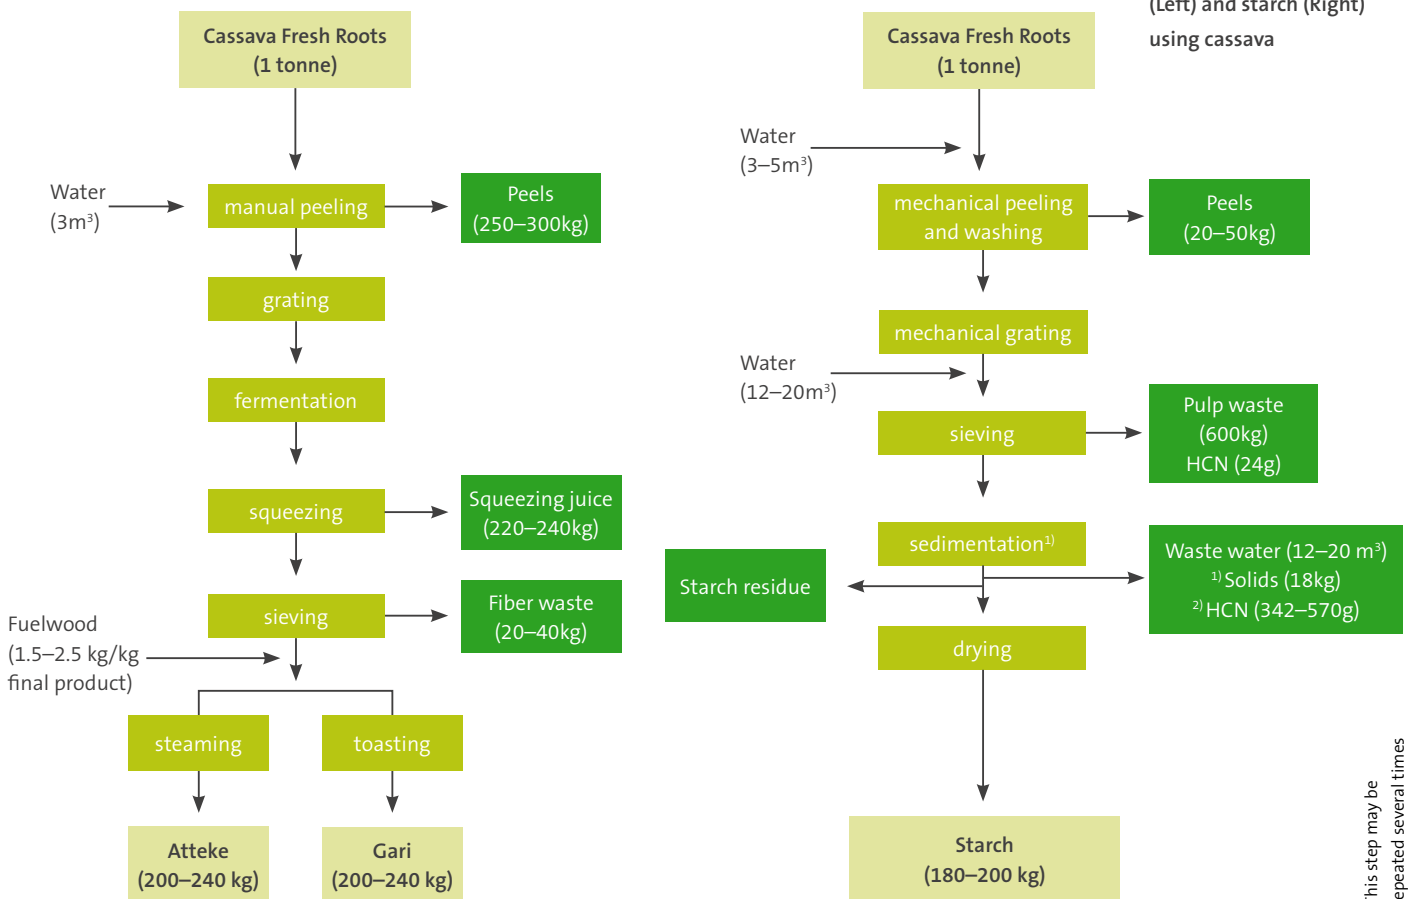 (Left) and starch (Right)
using cassava
Cassava Fresh Roots
(1 tonne)
Water
(3m³)
manual peeling
Peels
(250–300kg)
grating
fermentation
squeezing
Squeezing juice
(220–240kg)
sieving
Fiber waste
(20–40kg)
Fuelwood
(1.5–2.5 kg/kg
final product)
steaming
toasting
Atteke
(200–240 kg)
Gari
(200–240 kg)
Cassava Fresh Roots
(1 tonne)
Water
(3–5m³)
mechanical peeling
and washing
Peels
(20–50kg)
mechanical grating
Water
(12–20m³)
sieving
Pulp waste
(600kg)
HCN (24g)
sedimentation¹⁾
Starch residue
Waste water (12–20 m³)
¹⁾ Solids (18kg)
²⁾ HCN (342–570g)
drying
Starch
(180–200 kg)
This step may be
epeated several times